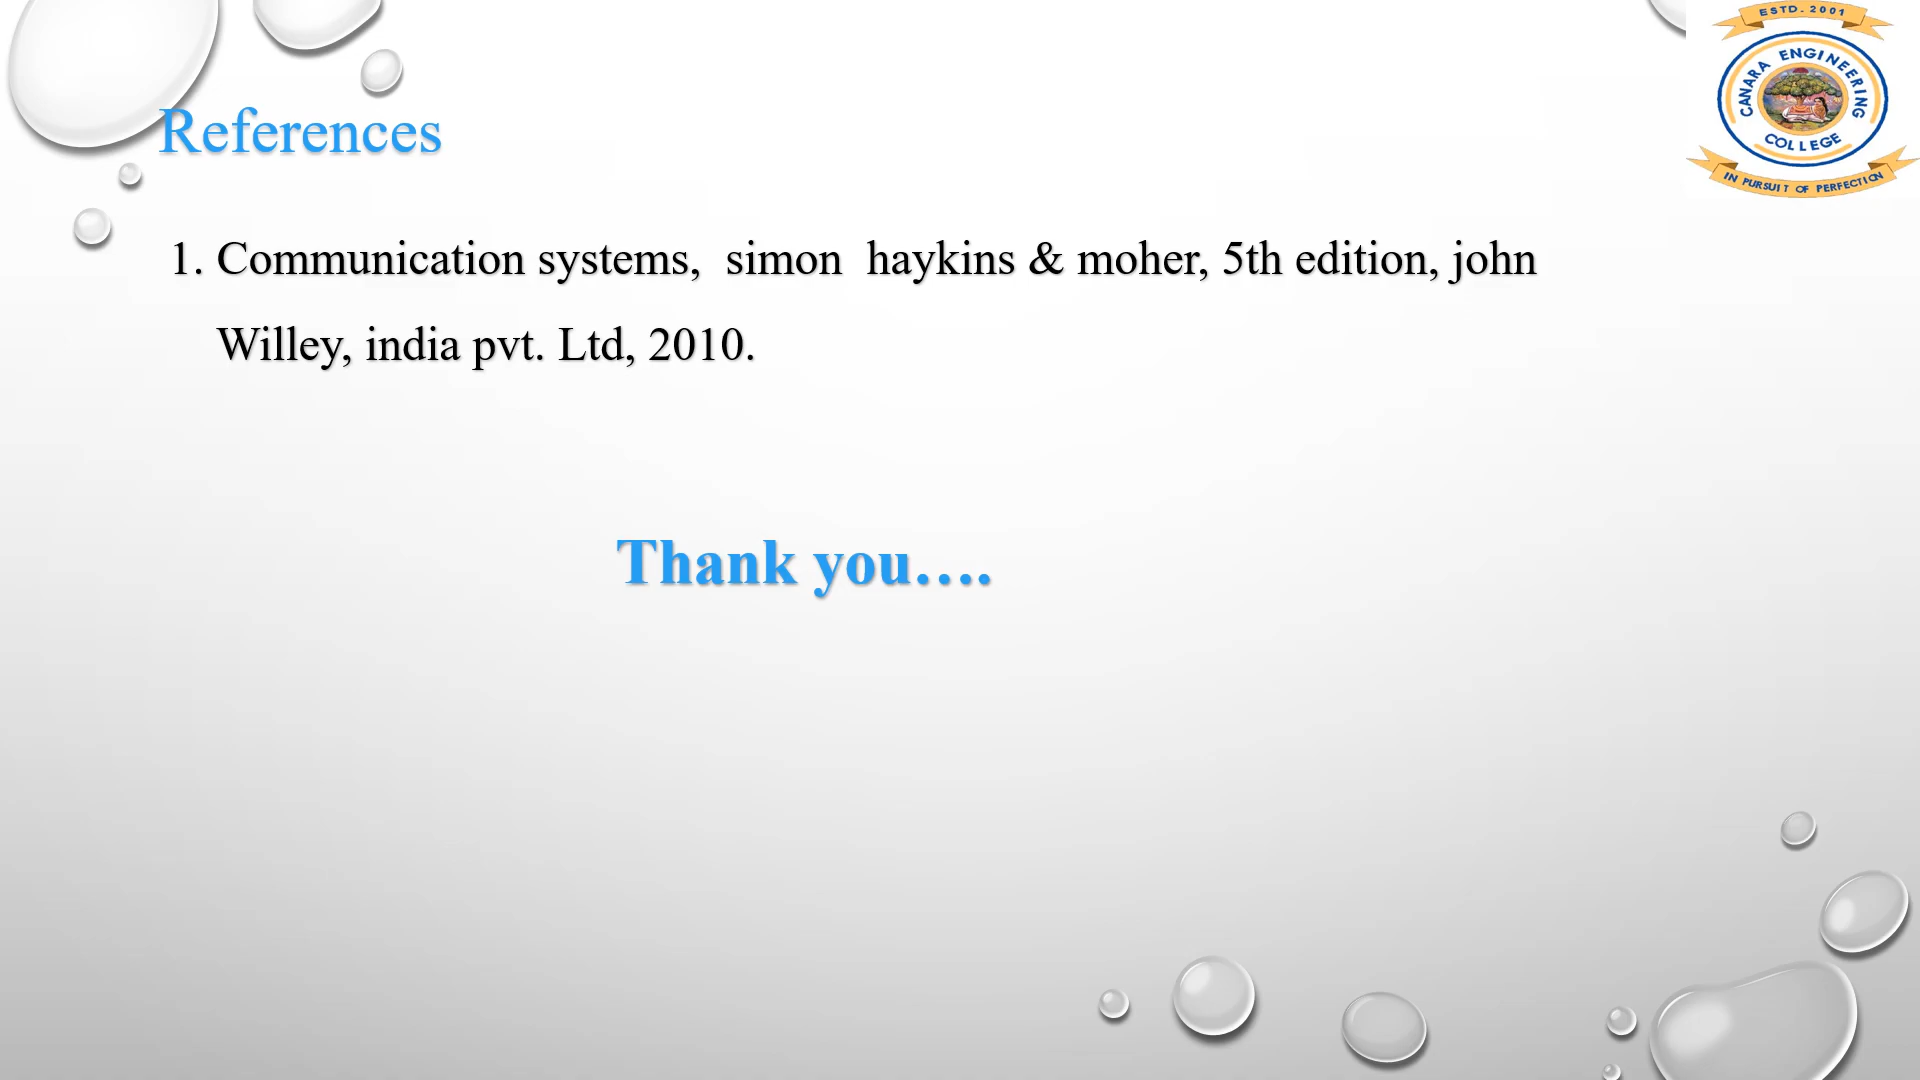 ESTD. 2001
CANARA ENGINEERING
COLLEGE
IN PURSUIT OF PERFECTION
References
1. Communication systems,  simon  haykins & moher, 5th edition, john
Willey, india pvt. Ltd, 2010.
Thank you….